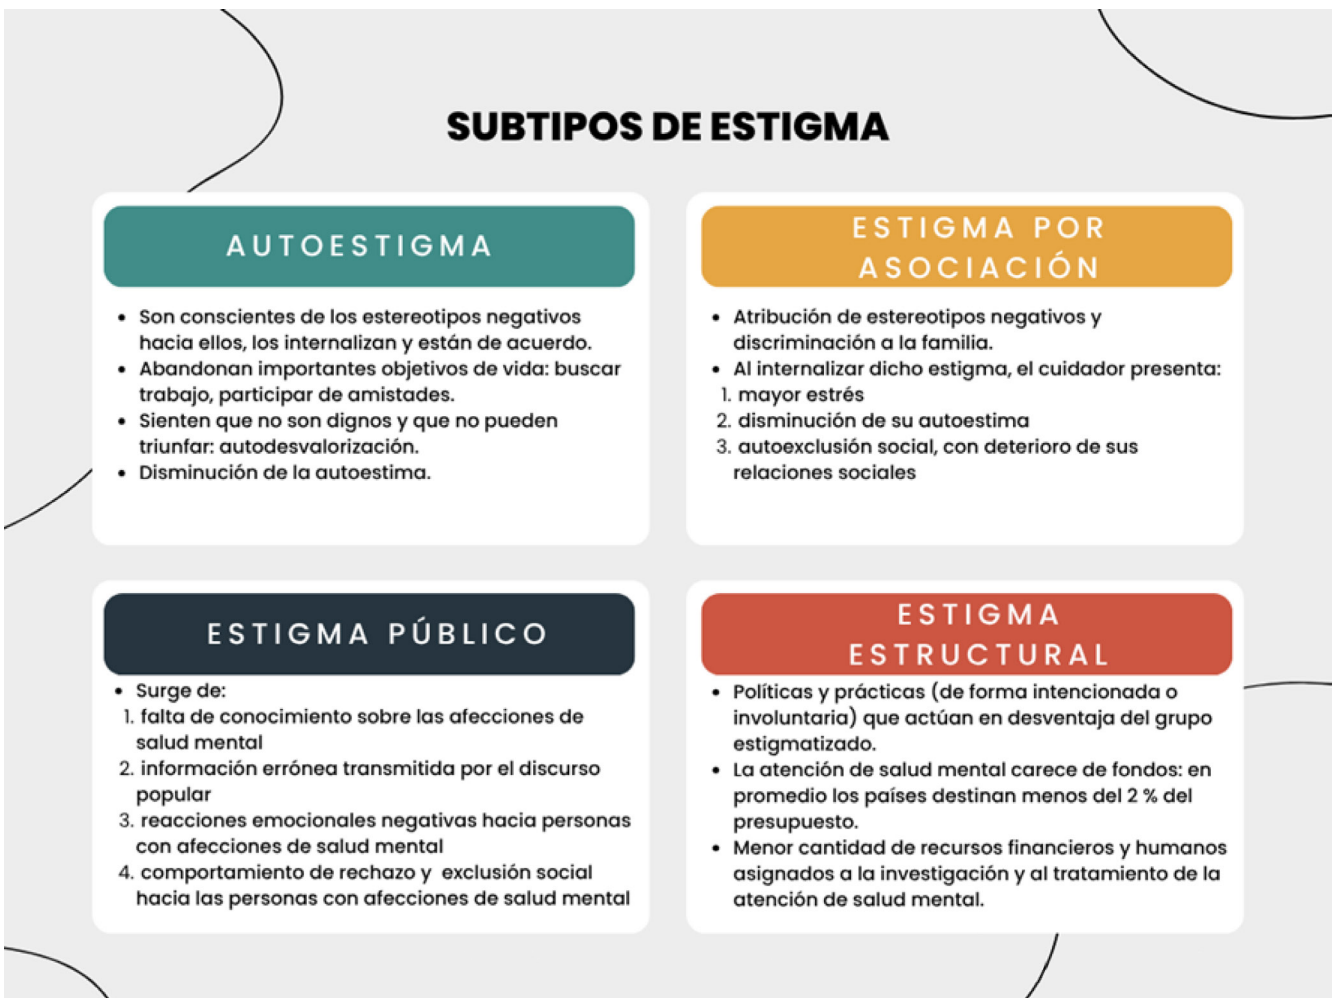 SUBTIPOS DE ESTIGMA
AUTOESTIGMA
• Son conscientes de los estereotipos negativos
hacia ellos, los internalizan y están de acuerdo.
• Abandonan importantes objetivos de vida: buscar
trabajo, participar de amistades.
• Sienten que no son dignos y que no pueden
triunfar: autodesvalorización.
• Disminución de la autoestima.
ESTIGMA POR
ASOCIACIÓN
• Atribución de estereotipos negativos y
discriminación a la familia.
• Al internalizar dicho estigma, el cuidador presenta:
1. mayor estrés
2. disminución de su autoestima
3. autoexclusión social, con deterioro de sus
relaciones sociales
ESTIGMA PÚBLICO
• Surge de:
1. falta de conocimiento sobre las afecciones de
salud mental
2. información errónea transmitida por el discurso
popular
3. reacciones emocionales negativas hacia personas
con afecciones de salud mental
4. comportamiento de rechazo y exclusión social
hacia las personas con afecciones de salud mental
ESTIGMA
ESTRUCTURAL
• Políticas y prácticas (de forma intencionada o
involuntaria) que actúan en desventaja del grupo
estigmatizado.
• La atención de salud mental carece de fondos: en
promedio los países destinan menos del 2 % del
presupuesto.
• Menor cantidad de recursos financieros y humanos
asignados a la investigación y al tratamiento de la
atención de salud mental.